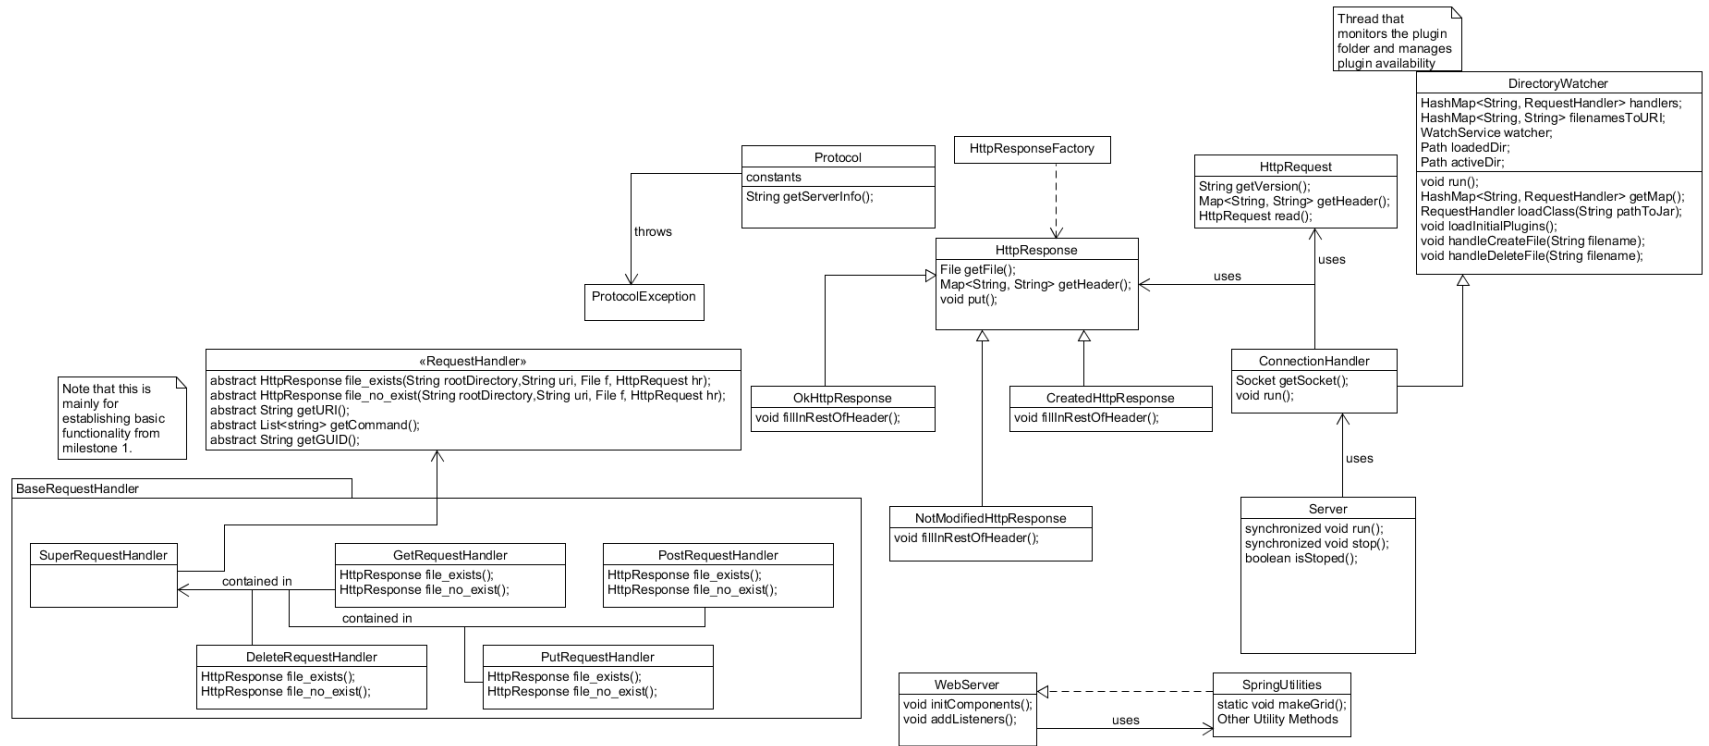 Thread that
monitors the plugin
folder and manages
plugin availability
DirectoryWatcher
HashMap<String, RequestHandler> handlers;
HashMap<String, String> filenamesToURI;
WatchService watcher;
Path loadedDir;
Path activeDir;
void run();
HashMap<String, RequestHandler> getMap();
RequestHandler loadClass(String pathToJar);
void loadInitialPlugins();
void handleCreateFile(String filename);
void handleDeleteFile(String filename);
HttpResponseFactory
Protocol
constants
String getServerInfo();
HttpRequest
String getVersion();
Map<String, String> getHeader();
HttpRequest read();
throws
ProtocolException
HttpResponse
File getFile();
Map<String, String> getHeader();
void put();
uses
uses
«RequestHandler»
abstract HttpResponse file_exists(String rootDirectory,String uri, File f, HttpRequest hr);
abstract HttpResponse file_no_exist(String rootDirectory,String uri, File f, HttpRequest hr);
abstract String getURI();
abstract List<string> getCommand();
abstract String getGUID();
Note that this is
mainly for
establishing basic
functionality from
milestone 1.
OkHttpResponse
void fillInRestOfHeader();
CreatedHttpResponse
void fillInRestOfHeader();
ConnectionHandler
Socket getSocket();
void run();
uses
BaseRequestHandler
SuperRequestHandler
GetRequestHandler
HttpResponse file_exists();
HttpResponse file_no_exist();
PostRequestHandler
HttpResponse file_exists();
HttpResponse file_no_exist();
contained in
contained in
DeleteRequestHandler
HttpResponse file_exists();
HttpResponse file_no_exist();
PutRequestHandler
HttpResponse file_exists();
HttpResponse file_no_exist();
NotModifiedHttpResponse
void fillInRestOfHeader();
Server
synchronized void run();
synchronized void stop();
boolean isStoped();
WebServer
void initComponents();
void addListeners();
uses
SpringUtilities
static void makeGrid();
Other Utility Methods